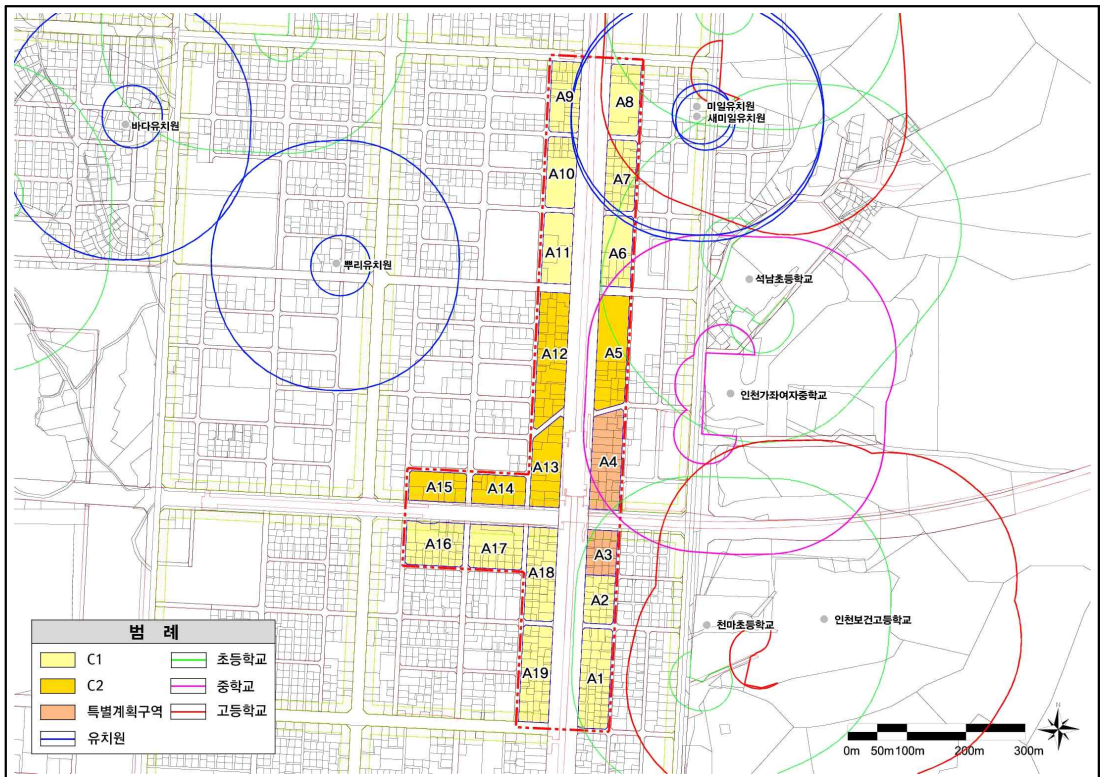 A9
A8
미일유치원
새미일유치원
바다유치원
A10
A7
A11
A6
뿌리유치원
석남초등학교
A12
A5
인천가좌여자중학교
A13
A4
A15
A14
A16
A17
A18
A3
A2
천마초등학교
인천보건고등학교
A19
A1
범 례
C1
초등학교
C2
중학교
특별계획구역
고등학교
유치원
N
0m 50m 100m 200m 300m